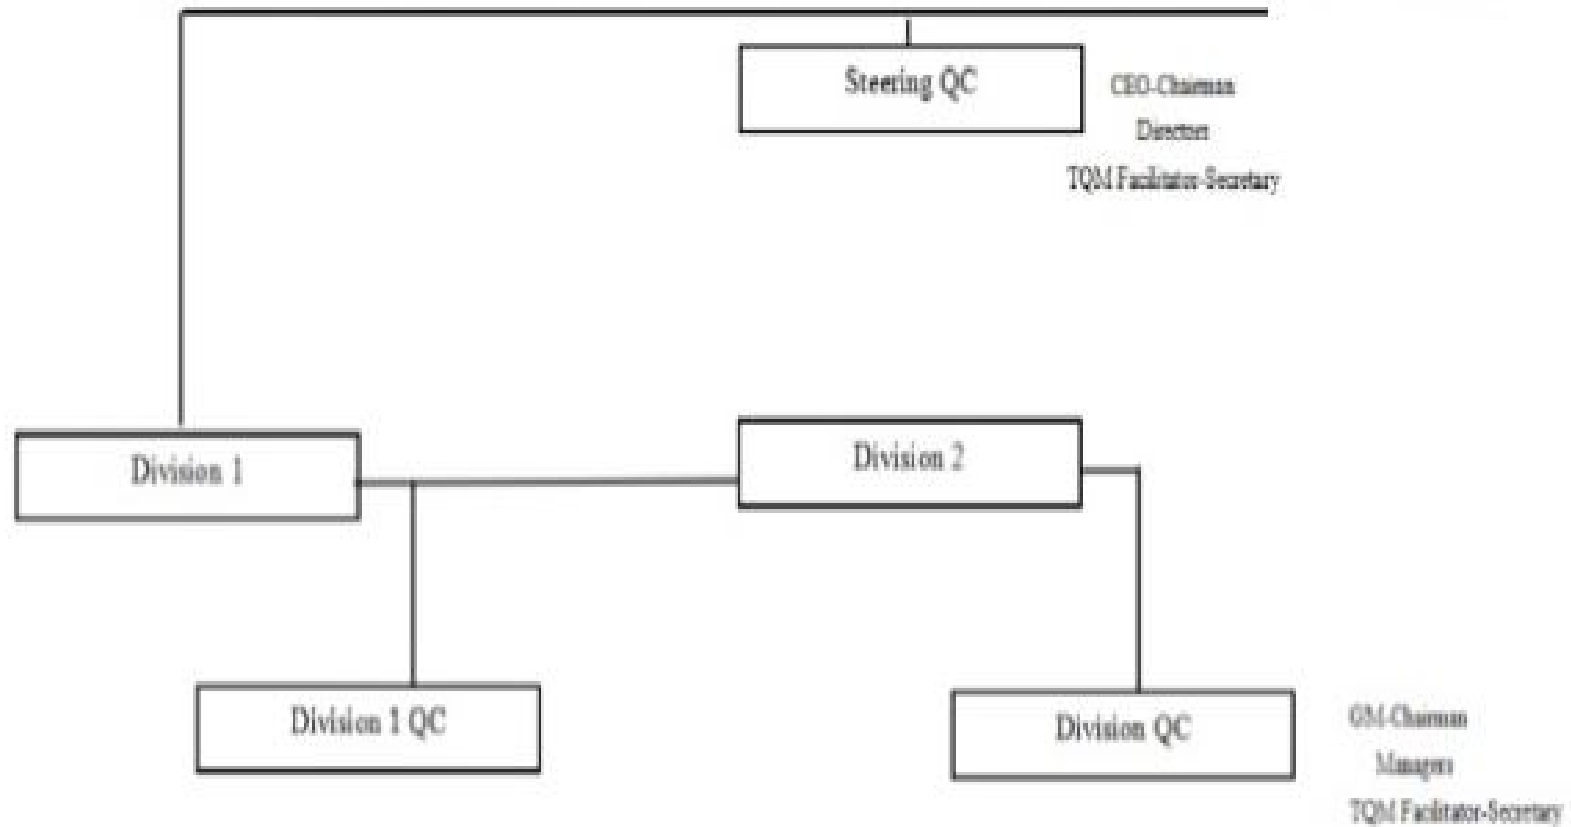 Steering QC
CEO-Chairman
Directors
TQM Facilitator-Secretary
Division 1
Division 2
Division 1 QC
Division QC
GM-Chairman
Managers
TQM Facilitator-Secretary